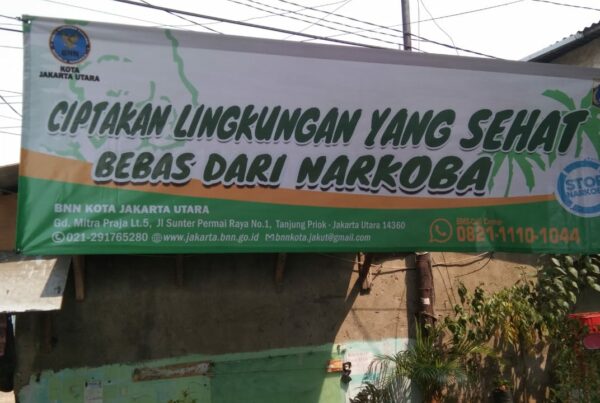 BNN
KOTA
JAKARTA UTARA
CIPTAKAN LINGKUNGAN YANG SEHAT
BEBAS DARI NARKOBA
STOP
NARKOBA
BNN KOTA JAKARTA UTARA
Gd. Mitra Praja Lt.5, Jl Sunter Permai Raya No.1, Tanjung Priok - Jakarta Utara 14360
021-291765280 www.jakarta.bnn.go.id bnnkota.jakut@gmail.com
0821-1110-1044